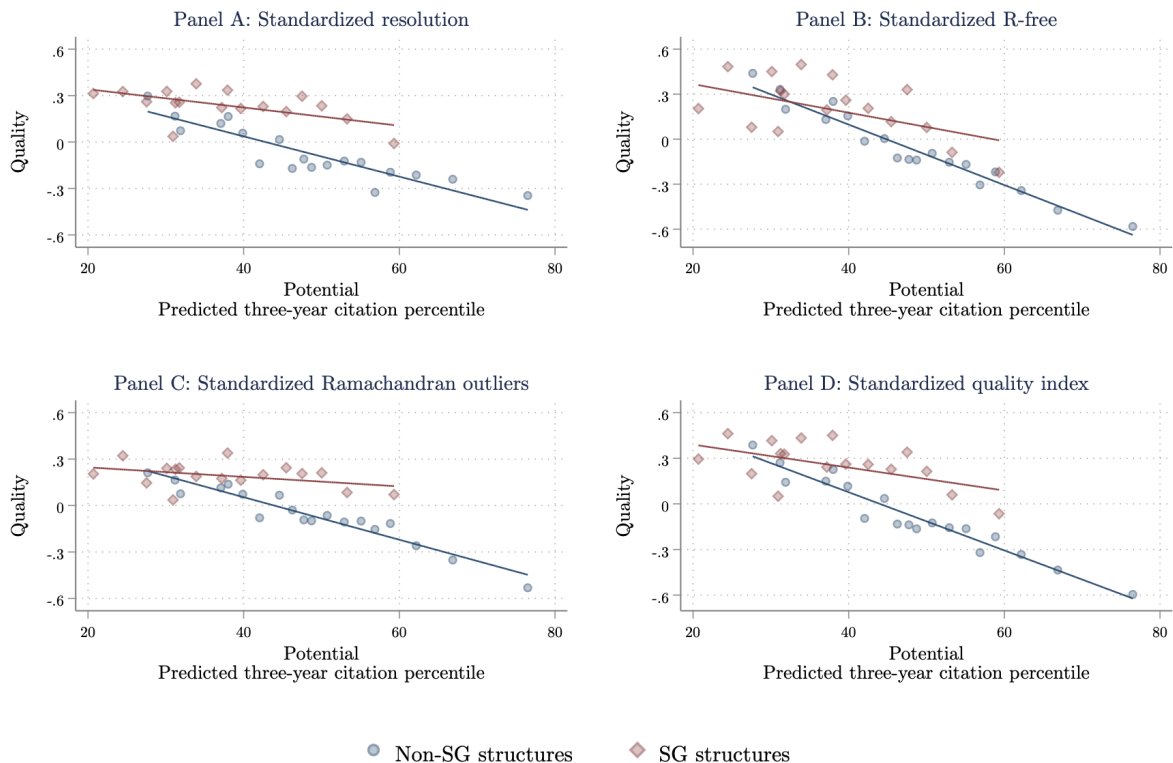 Panel A: Standardized resolution
.6
.3
0
-.3
-.6
Quality
20 40 60 80
Potential
Predicted three-year citation percentile
Panel B: Standardized R-free
.6
.3
0
-.3
-.6
Quality
20 40 60 80
Potential
Predicted three-year citation percentile
Panel C: Standardized Ramachandran outliers
.6
.3
0
-.3
-.6
Quality
20 40 60 80
Potential
Predicted three-year citation percentile
Panel D: Standardized quality index
.6
.3
0
-.3
-.6
Quality
20 40 60 80
Potential
Predicted three-year citation percentile
Non-SG structures SG structures